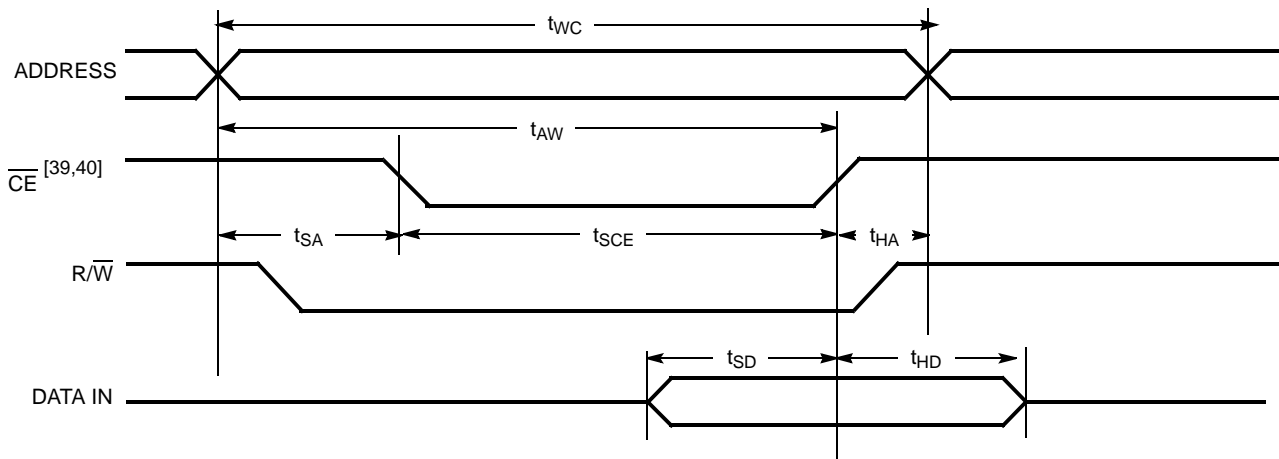 tWC
ADDRESS
tAW
CE [39,40]
tSA tSCE tHA
R/W
tSD tHD
DATA IN